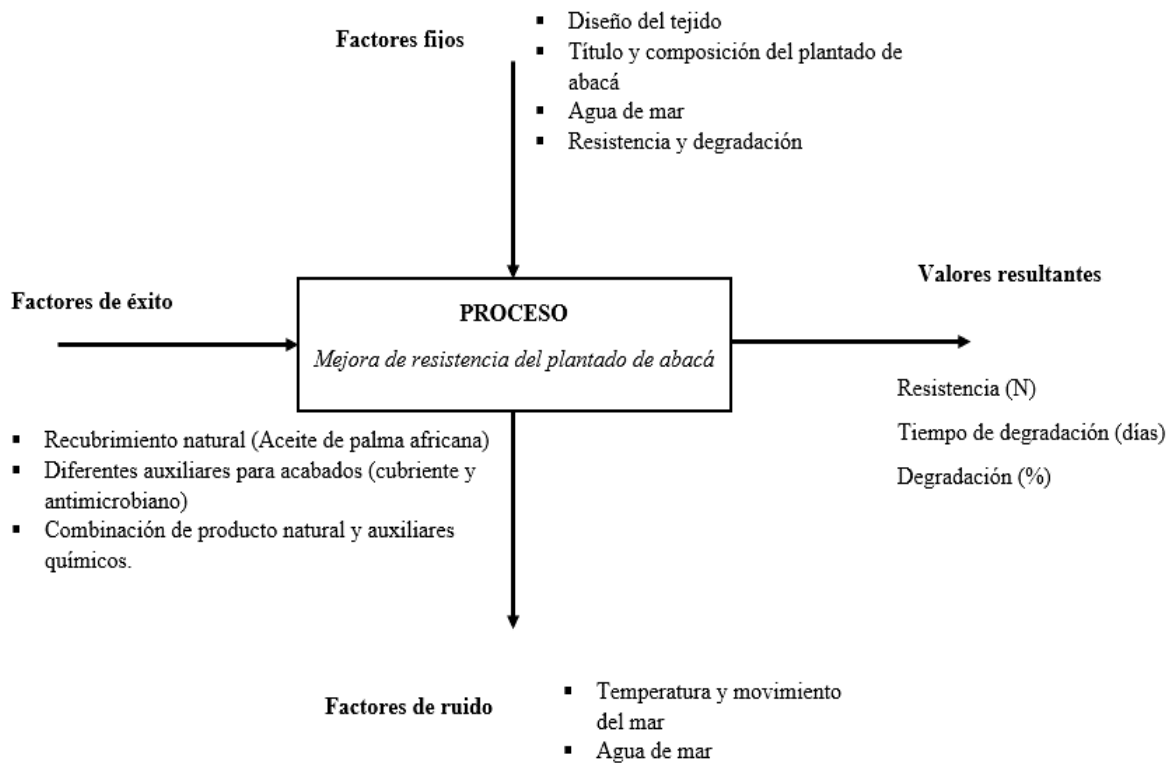 Factores fijos
▪ Diseño del tejido
▪ Título y composición del plantado de
abacá
▪ Agua de mar
▪ Resistencia y degradación
Factores de éxito
PROCESO
Mejora de resistencia del plantado de abacá
Valores resultantes
Resistencia (N)
Tiempo de degradación (días)
Degradación (%)
▪ Recubrimiento natural (Aceite de palma africana)
▪ Diferentes auxiliares para acabados (cubriente y
antimicrobiano)
▪ Combinación de producto natural y auxiliares
químicos.
Factores de ruido
▪ Temperatura y movimiento
del mar
▪ Agua de mar